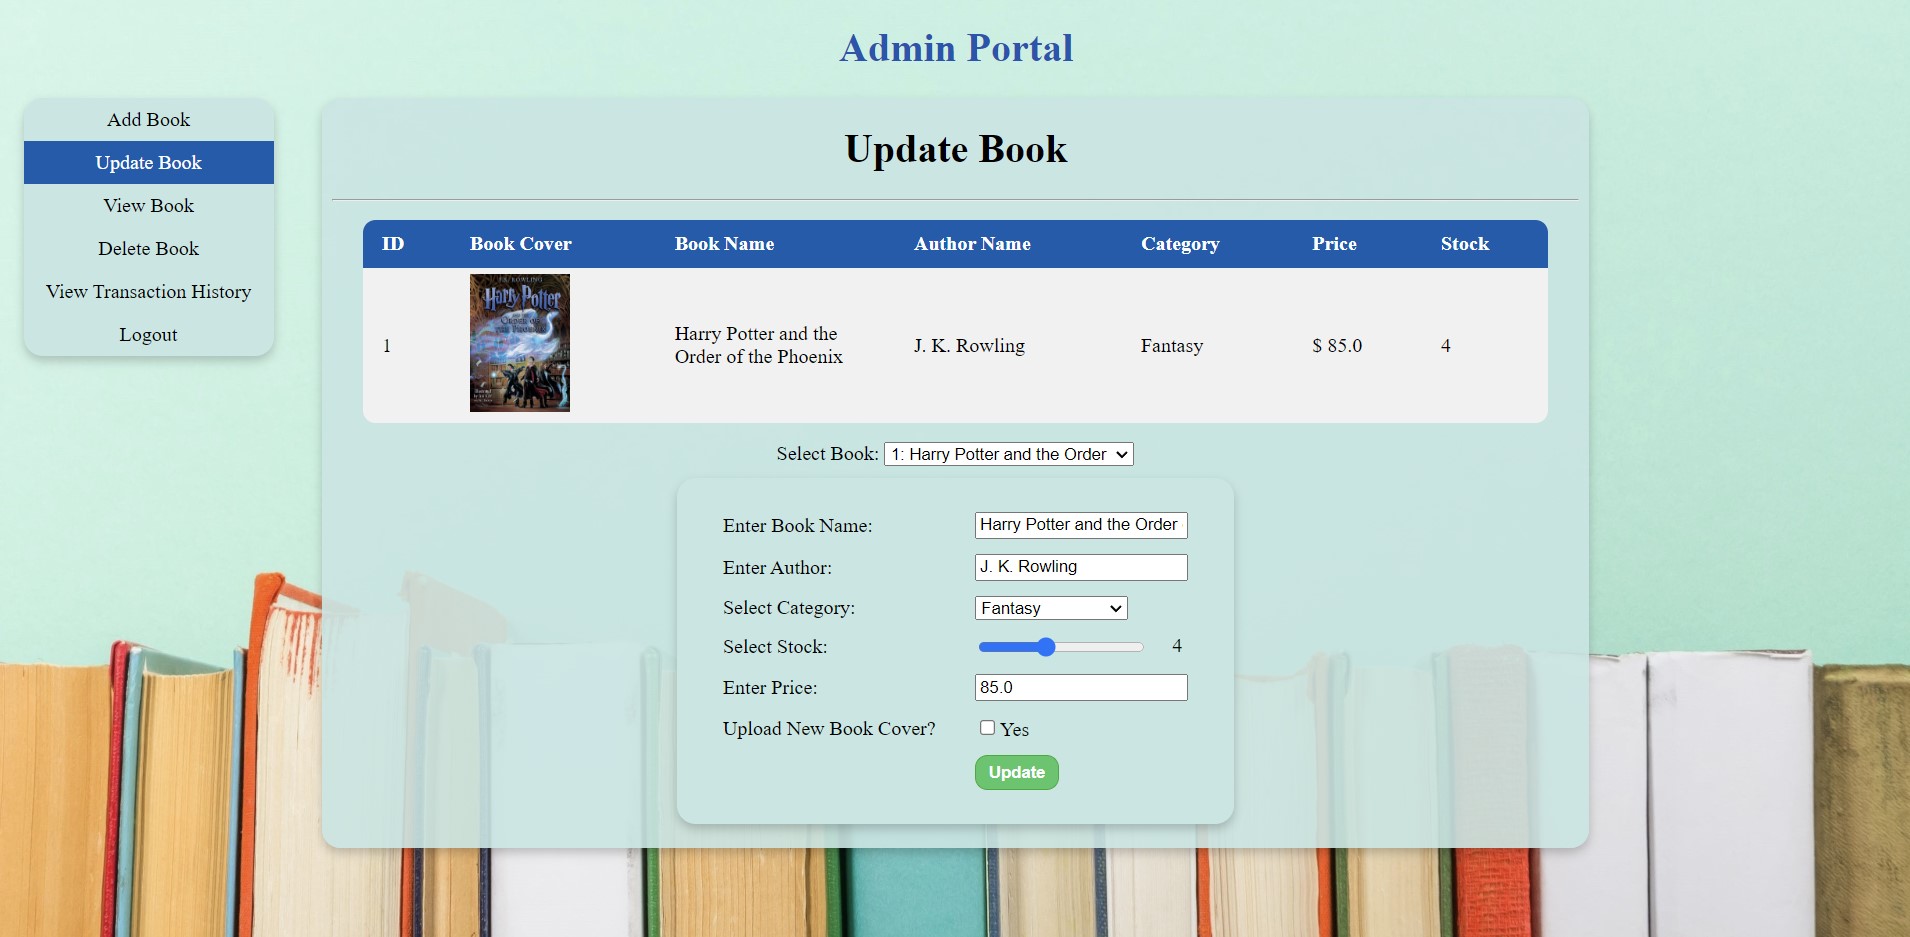 Admin Portal
Add Book
Update Book
View Book
Delete Book
View Transaction History
Logout
Update Book
ID Book Cover Book Name Author Name Category Price Stock
Harry Potter
1 Harry Potter and the Order of the Phoenix J. K. Rowling Fantasy $ 85.0 4
Select Book: 1: Harry Potter and the Order
Enter Book Name: Harry Potter and the Order
Enter Author: J. K. Rowling
Select Category: Fantasy
Select Stock: 4
Enter Price: 85.0
Upload New Book Cover? Yes
Update